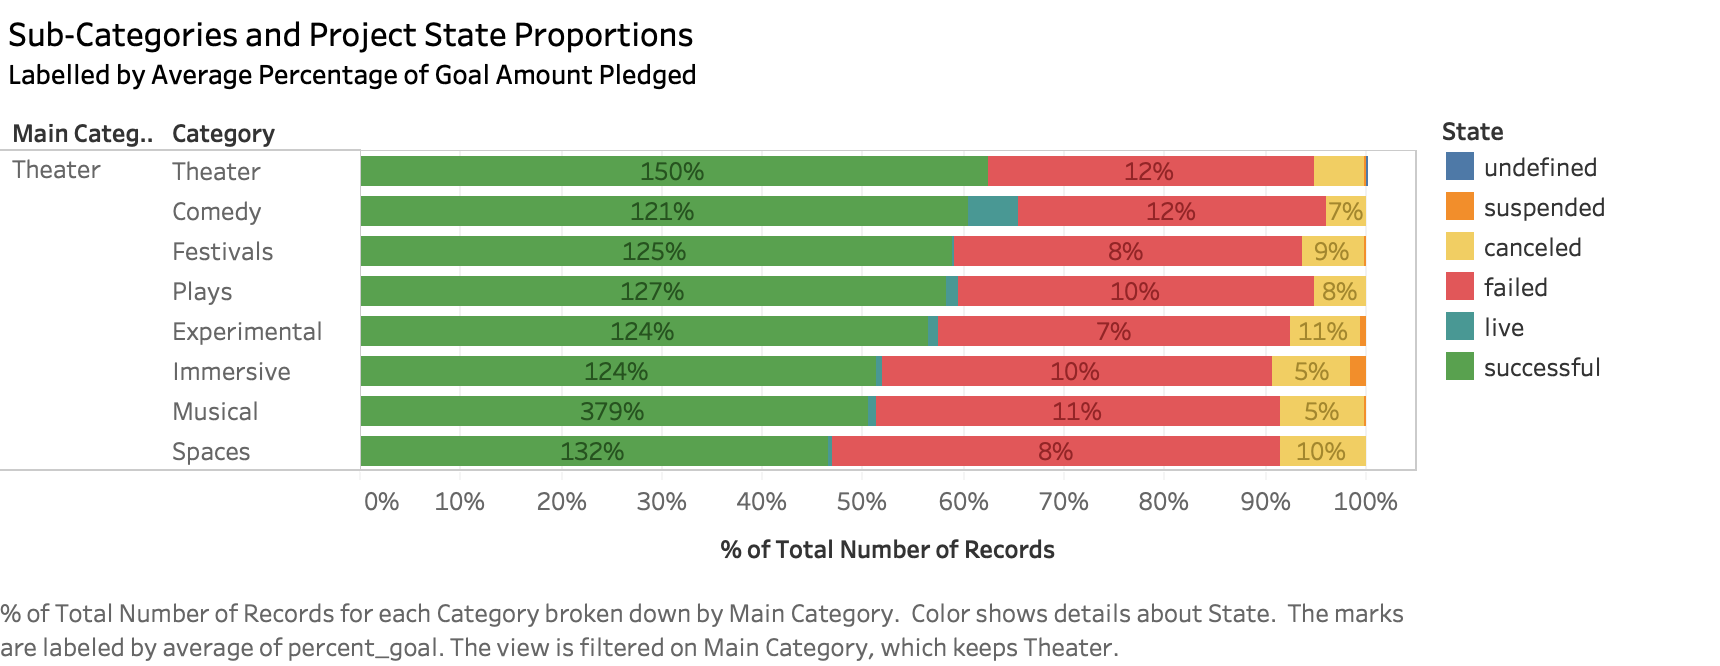 Sub-Categories and Project State Proportions
Labelled by Average Percentage of Goal Amount Pledged
Main Categ.. Category
State
Theater Theater 150% 12%
Comedy 121% 12% 7%
Festivals 125% 8% 9%
Plays 127% 10% 8%
Experimental 124% 7% 11%
Immersive 124% 10% 5%
Musical 379% 11% 5%
Spaces 132% 8% 10%
undefined
suspended
canceled
failed
live
successful
0% 10% 20% 30% 40% 50% 60% 70% 80% 90% 100%
% of Total Number of Records
% of Total Number of Records for each Category broken down by Main Category. Color shows details about State. The marks
are labeled by average of percent_goal. The view is filtered on Main Category, which keeps Theater.